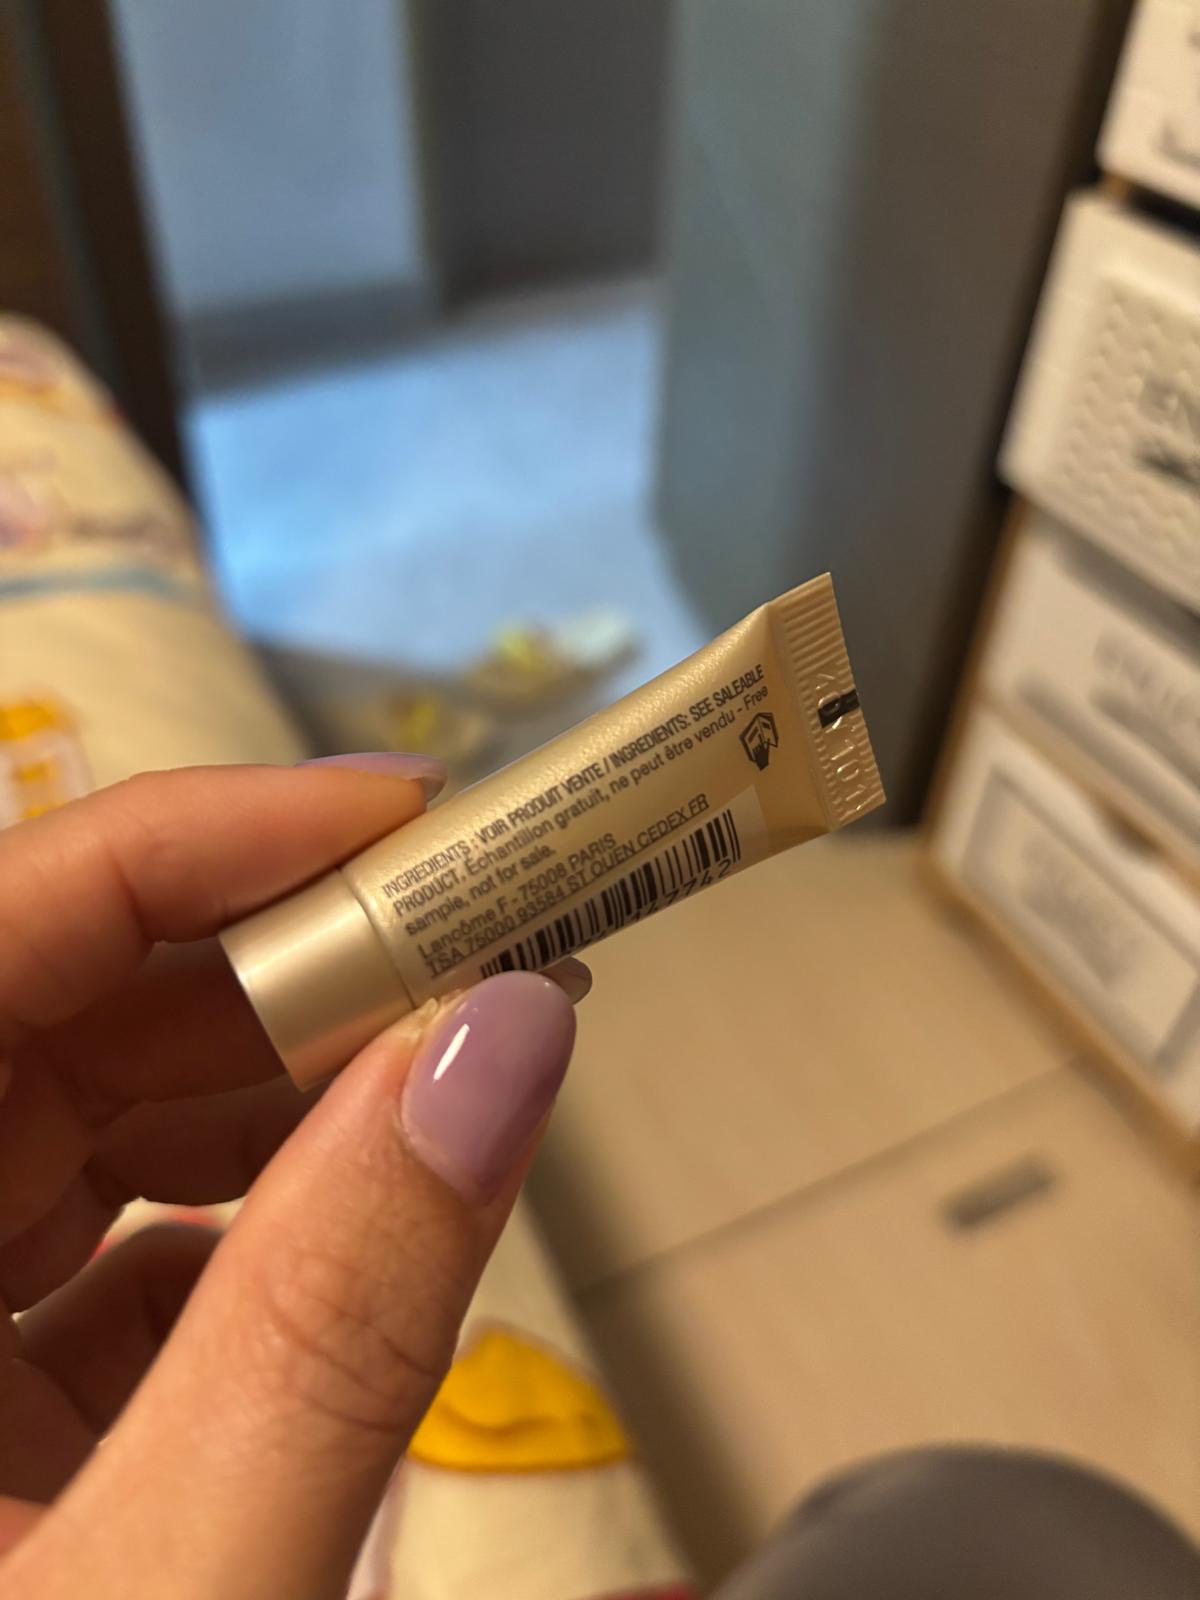 INGREDIENTS : VOIR PRODUIT VENTE / INGREDIENTS: SEE SALEABLE
PRODUCT. Échantillon gratuit, ne peut être vendu - Free
sample, not for sale.
Lancôme F - 75008 PARIS
TSA 75000 93584 ST OUEN CEDEX FR
147742